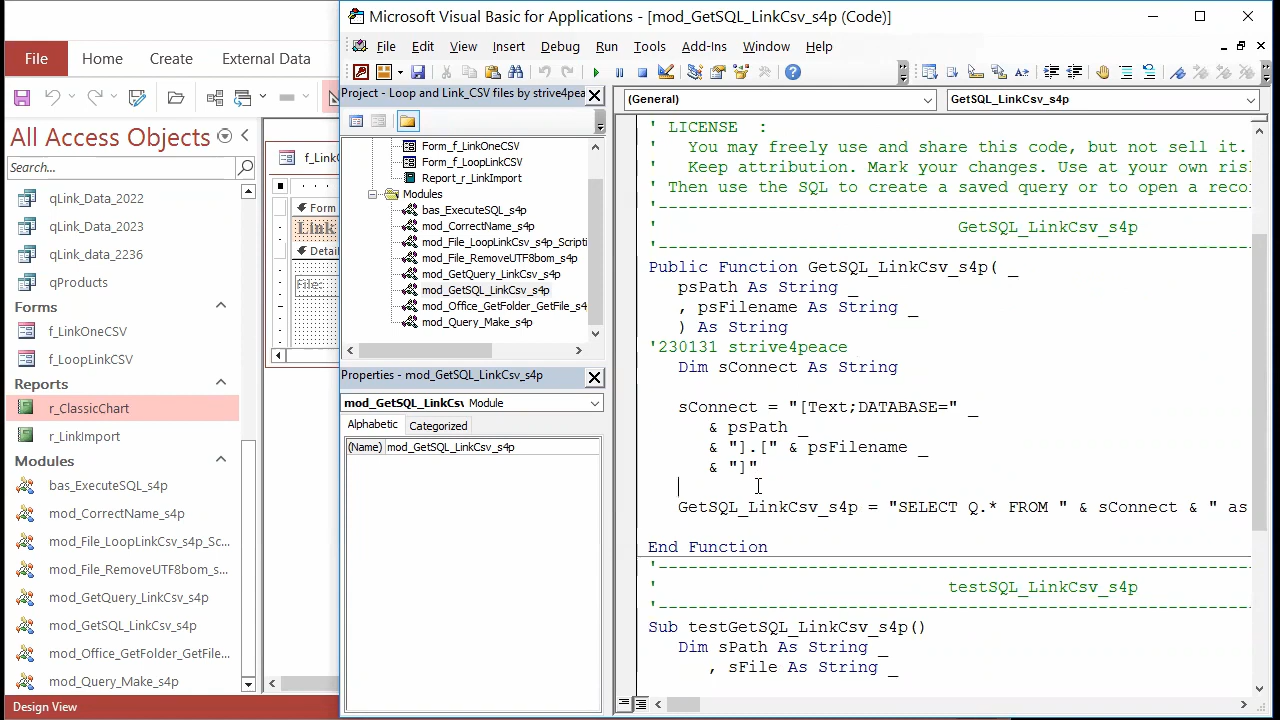 Microsoft Visual Basic for Applications - [mod_GetSQL_LinkCsv_s4p (Code)]
File Home Create External Data
File Edit View Insert Debug Run Tools Add-Ins Window Help
All Access Objects
Search...
qLink_Data_2022
qLink_Data_2023
qLink_data_2236
qProducts
Forms
f_LinkOneCSV
f_LoopLinkCSV
Reports
r_ClassicChart
r_LinkImport
Modules
bas_ExecuteSQL_s4p
mod_CorrectName_s4p
mod_File_LoopLinkCsv_s4p_Sc...
mod_File_RemoveUTF8bom_s...
mod_GetQuery_LinkCsv_s4p
mod_GetSQL_LinkCsv_s4p
mod_Office_GetFolder_GetFile...
mod_Query_Make_s4p
Design View
f_LinkO
Form
Link
Detail
File:
Project - Loop and Link_CSV files by strive4pea
Form_f_LinkOneCSV
Form_f_LoopLinkCSV
Report_r_LinkImport
Modules
bas_ExecuteSQL_s4p
mod_CorrectName_s4p
mod_File_LoopLinkCsv_s4p_Scripti
mod_File_RemoveUTF8bom_s4p
mod_GetQuery_LinkCsv_s4p
mod_GetSQL_LinkCsv_s4p
mod_Office_GetFolder_GetFile_s4
mod_Query_Make_s4p
Properties - mod_GetSQL_LinkCsv_s4p
mod_GetSQL_LinkCsv Module
Alphabetic Categorized
(Name) mod_GetSQL_LinkCsv_s4p
(General) GetSQL_LinkCsv_s4p
' LICENSE :
' You may freely use and share this code, but not sell it.
' Keep attribution. Mark your changes. Use at your own ris
' Then use the SQL to create a saved query or to open a reco
'-------------------------------------------------------------
' GetSQL_LinkCsv_s4p
'-------------------------------------------------------------
Public Function GetSQL_LinkCsv_s4p( _
psPath As String _
, psFilename As String _
) As String
'230131 strive4peace
Dim sConnect As String
sConnect = "[Text;DATABASE=" _
& psPath _
& "].[" & psFilename _
& "]"
GetSQL_LinkCsv_s4p = "SELECT Q.* FROM " & sConnect & " as
End Function
'-------------------------------------------------------------
' testSQL_LinkCsv_s4p
'-------------------------------------------------------------
Sub testGetSQL_LinkCsv_s4p()
Dim sPath As String _
, sFile As String _